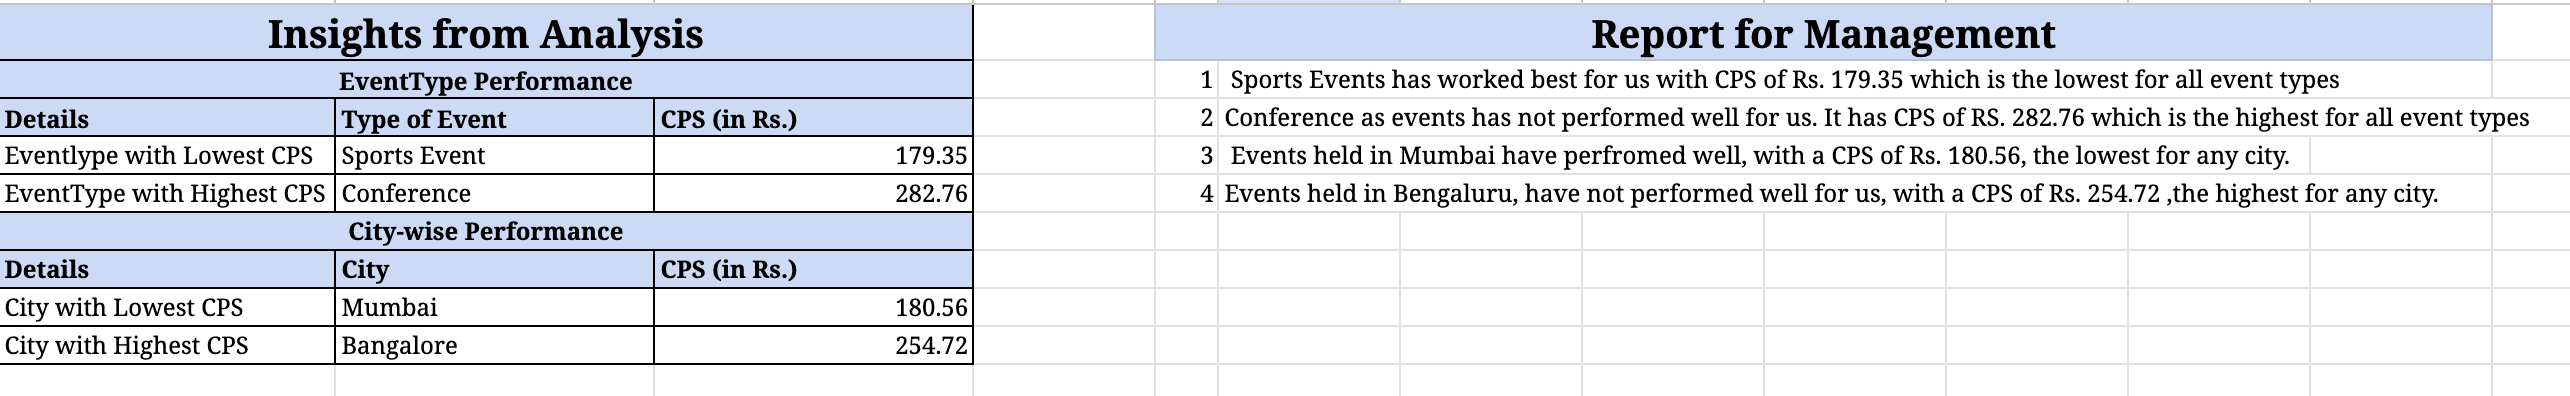 Insights from Analysis
EventType Performance
Details Type of Event CPS (in Rs.)
Eventlype with Lowest CPS Sports Event 179.35
EventType with Highest CPS Conference 282.76
City-wise Performance
Details City CPS (in Rs.)
City with Lowest CPS Mumbai 180.56
City with Highest CPS Bangalore 254.72
Report for Management
1 Sports Events has worked best for us with CPS of Rs. 179.35 which is the lowest for all event types
2 Conference as events has not performed well for us. It has CPS of RS. 282.76 which is the highest for all event types
3 Events held in Mumbai have perfromed well, with a CPS of Rs. 180.56, the lowest for any city.
4 Events held in Bengaluru, have not performed well for us, with a CPS of Rs. 254.72 ,the highest for any city.